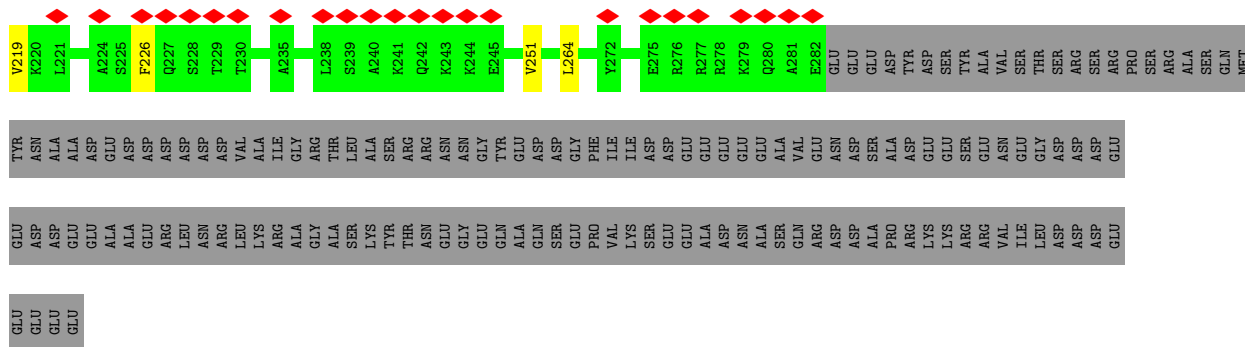 V219 K220 L221 A224 S225 F226 Q227 S228 T229 T230 A235 L238 S239 A240 K241 Q242 K243 K244 E245 V251 L264 Y272 E275 R276 R277 R278 K279 Q280 A281 E282 GLU GLU GLU ASP TYR ASP SER TYR ALA VAL SER THR SER ARG SER ARG PRO SER ARG ALA SER GLN MET
TYR ASN ALA ALA ASP GLU ASP ASP ASP ASP ASP ASP VAL ALA ILE GLY ARG THR LEU ALA SER ARG ARG ASN ASN GLY TYR GLU ASP ASP GLY PHE ILE ILE ASP ASP GLU GLU GLU GLU GLU ALA VAL GLU ASN ASP SER ALA ASP GLU GLU SER GLU ASN GLU GLY ASP ASP ASP GLU
GLU ASP ASP GLU GLU ALA ALA GLU ARG LEU ASN ARG LEU LYS ARG ALA GLY ALA SER LYS TYR THR ASN GLU GLY GLU GLN ALA GLN SER GLU PRO VAL LYS SER GLU GLU ALA ASP ASN ALA SER GLN ARG ASP ASP ALA PRO ARG LYS LYS ARG ARG VAL ILE LEU ASP ASP ASP GLU
GLU GLU GLU GLU